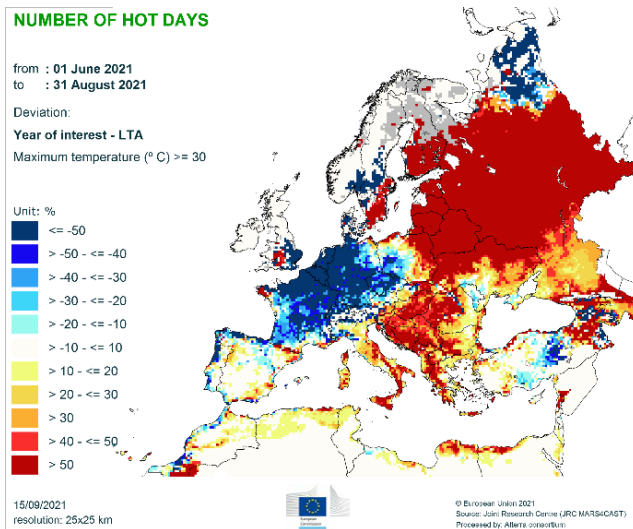 NUMBER OF HOT DAYS
from : 01 June 2021
to : 31 August 2021
Deviation:
Year of interest - LTA
Maximum temperature (º C) >= 30
Unit: %
<= -50
> -50 - <= -40
> -40 - <= -30
> -30 - <= -20
> -20 - <= -10
> -10 - <= 10
> 10 - <= 20
> 20 - <= 30
> 30
> 40 - <= 50
> 50
15/09/2021
resolution: 25x25 km
European
Commission
© European Union 2021
Source: Joint Research Centre (JRC MARS4CAST)
Processed by: Alterra consortium